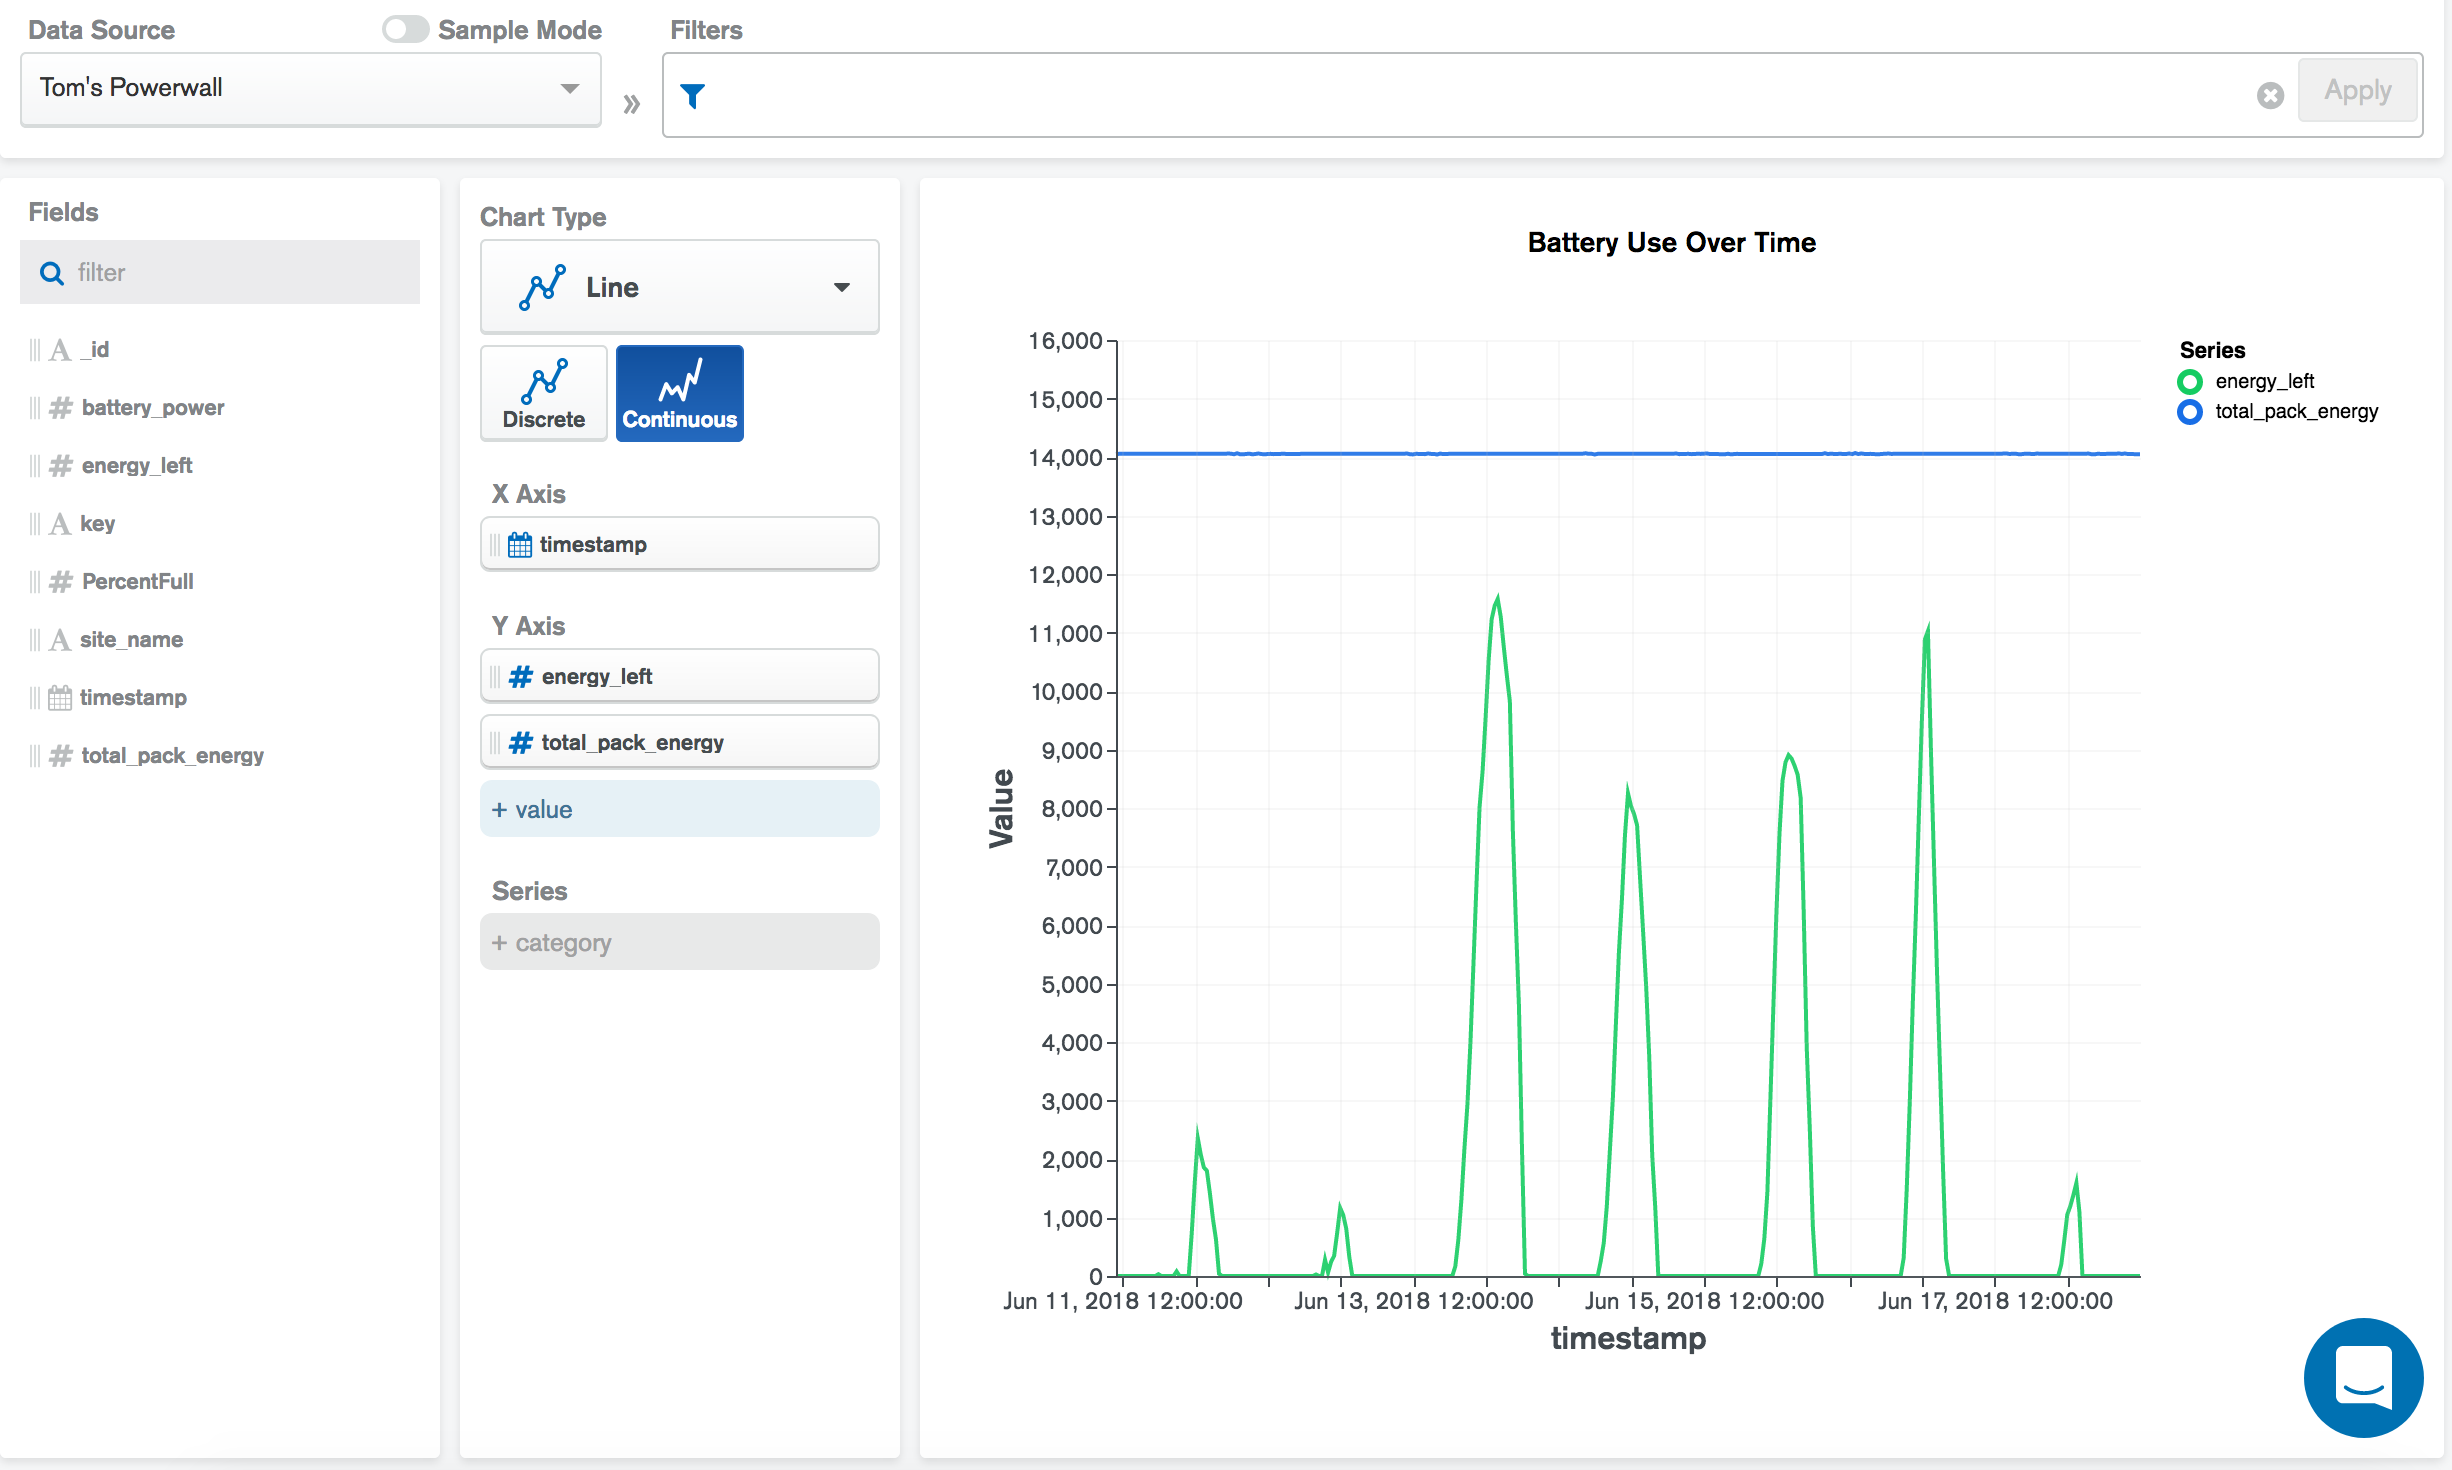 Data Source
Sample Mode
Filters
Tom's Powerwall
»
Apply
Fields
filter
A _id
# battery_power
# energy_left
A key
# PercentFull
A site_name
timestamp
# total_pack_energy
Chart Type
Line
Discrete
Continuous
X Axis
timestamp
Y Axis
# energy_left
# total_pack_energy
+ value
Series
+ category
Battery Use Over Time
Value
16,000
15,000
14,000
13,000
12,000
11,000
10,000
9,000
8,000
7,000
6,000
5,000
4,000
3,000
2,000
1,000
0
Jun 11, 2018 12:00:00
Jun 13, 2018 12:00:00
Jun 15, 2018 12:00:00
Jun 17, 2018 12:00:00
timestamp
Series
energy_left
total_pack_energy